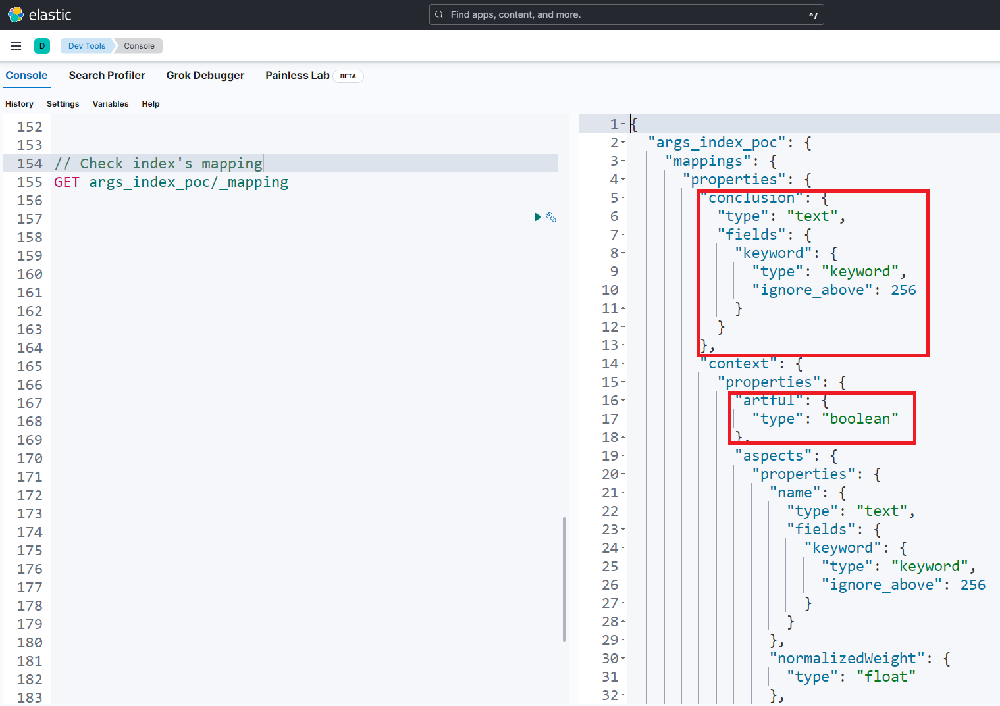 elastic
Find apps, content, and more.
^/
D
Dev Tools
Console
Console
Search Profiler
Grok Debugger
Painless Lab
BETA
History
Settings
Variables
Help
152
153
154 // Check index's mapping
155 GET args_index_poc/_mapping
156
157
158
159
160
161
162
163
164
165
166
167
168
169
170
171
172
173
174
175
176
177
178
179
180
181
182
183
1 {
2 "args_index_poc": {
3 "mappings": {
4 "properties": {
5 "conclusion": {
6 "type": "text",
7 "fields": {
8 "keyword": {
9 "type": "keyword",
10 "ignore_above": 256
11 }
12 }
13 },
14 "context": {
15 "properties": {
16 "artful": {
17 "type": "boolean"
18 },
19 "aspects": {
20 "properties": {
21 "name": {
22 "type": "text",
23 "fields": {
24 "keyword": {
25 "type": "keyword",
26 "ignore_above": 256
27 }
28 }
29 },
30 "normalizedWeight": {
31 "type": "float"
32 },